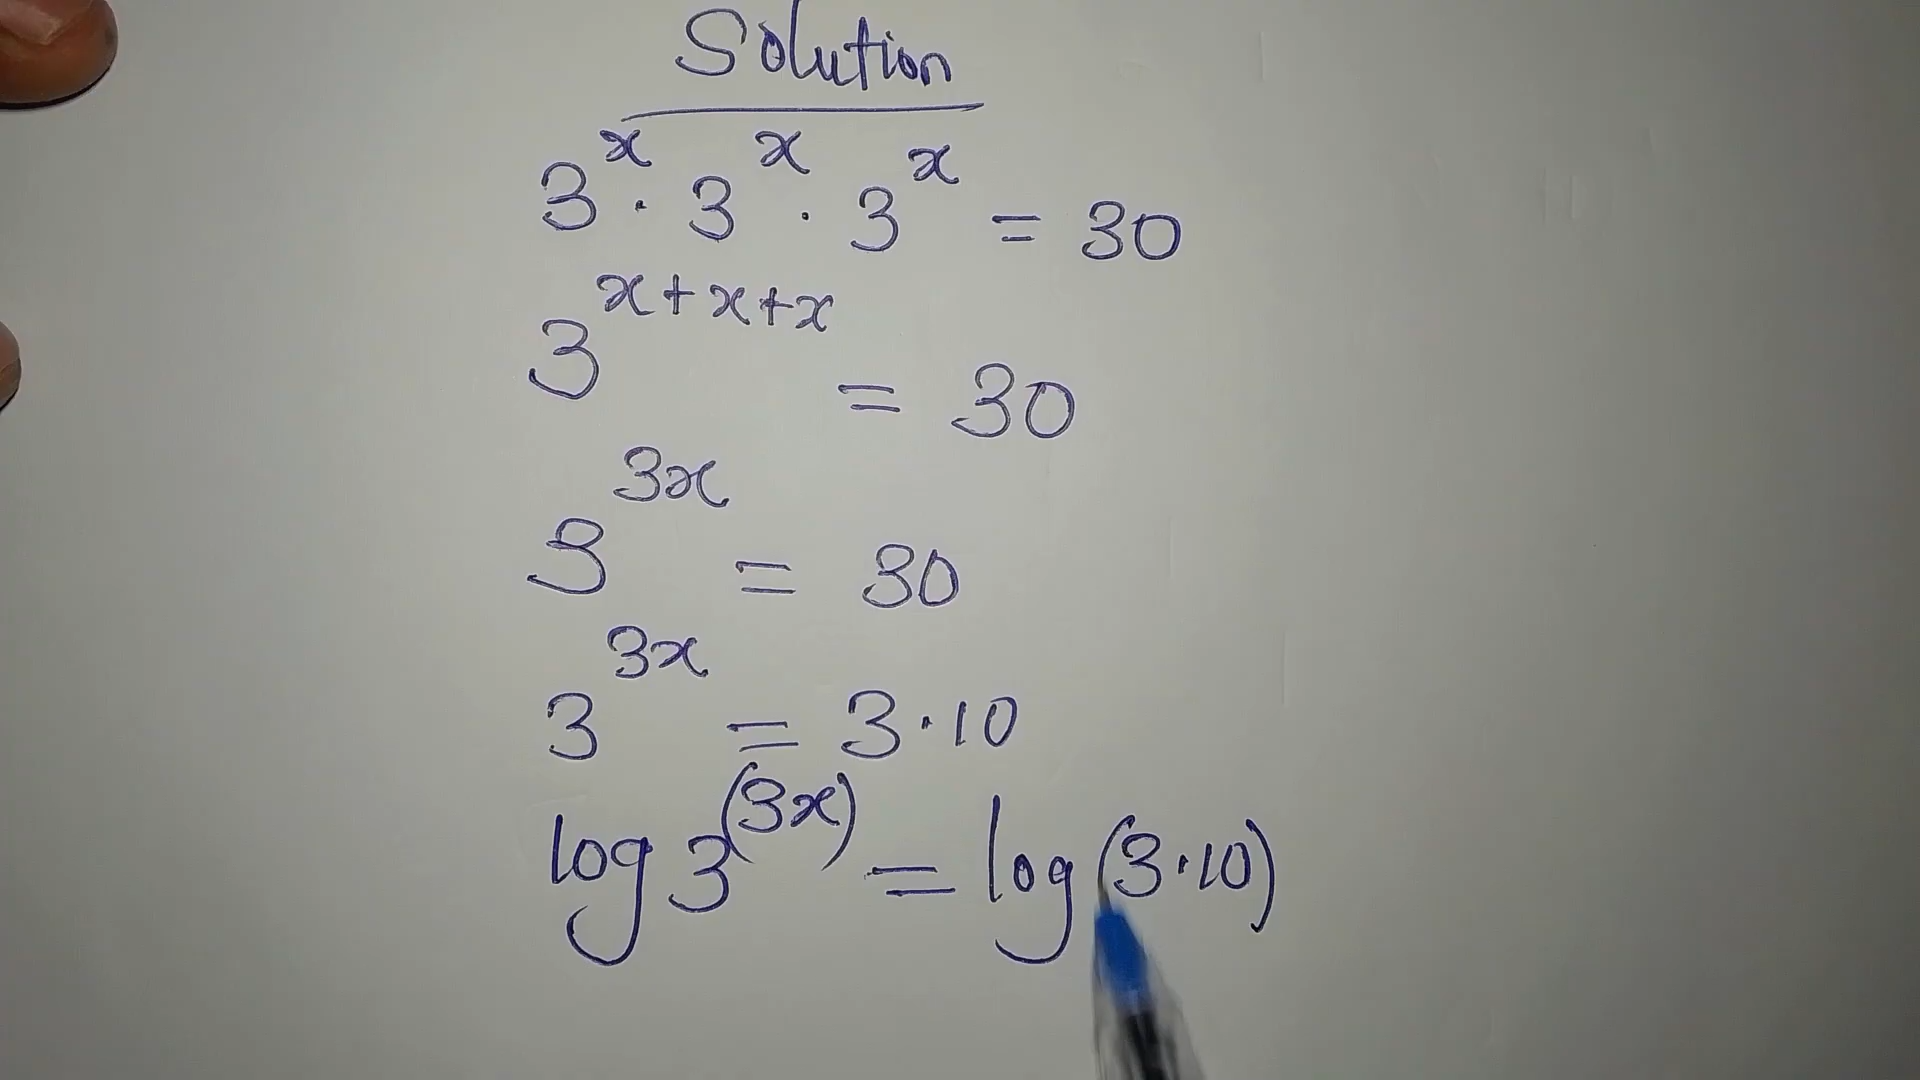 Solution
3^x · 3^x · 3^x = 30
3^(x+x+x) = 30
3^3x = 30
3^3x = 3·10
log 3^(3x) = log (3·10)